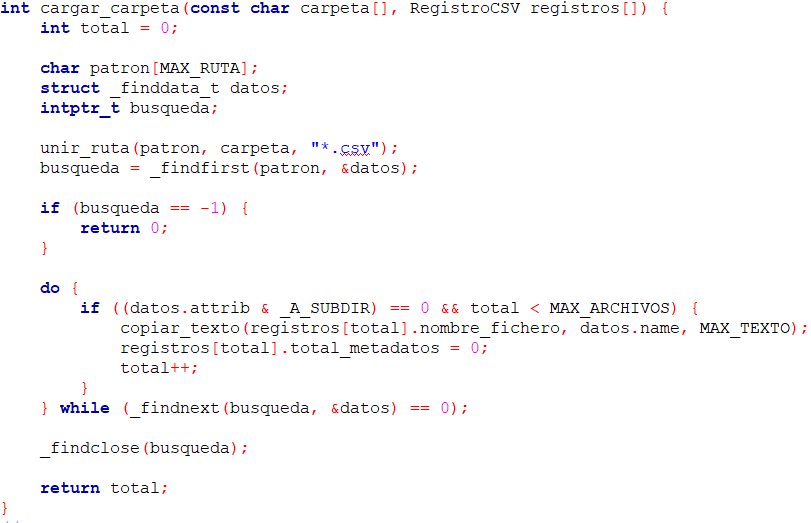 int cargar_carpeta(const char carpeta[], RegistroCSV registros[]) {
    int total = 0;

    char patron[MAX_RUTA];
    struct _finddata_t datos;
    intptr_t busqueda;

    unir_ruta(patron, carpeta, "*.csv");
    busqueda = _findfirst(patron, &datos);

    if (busqueda == -1) {
        return 0;
    }

    do {
        if ((datos.attrib & _A_SUBDIR) == 0 && total < MAX_ARCHIVOS) {
            copiar_texto(registros[total].nombre_fichero, datos.name, MAX_TEXTO);
            registros[total].total_metadatos = 0;
            total++;
        }
    } while (_findnext(busqueda, &datos) == 0);

    _findclose(busqueda);

    return total;
}